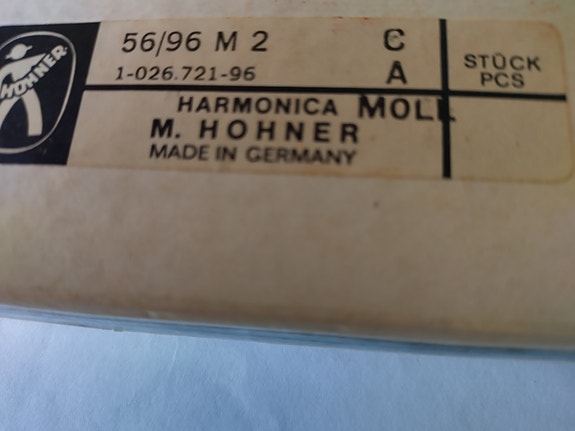 HOHNER
56/96 M 2 C
1-026.721-96 A
STÜCK
PCS
HARMONICA MOLL
M. HOHNER
MADE IN GERMANY